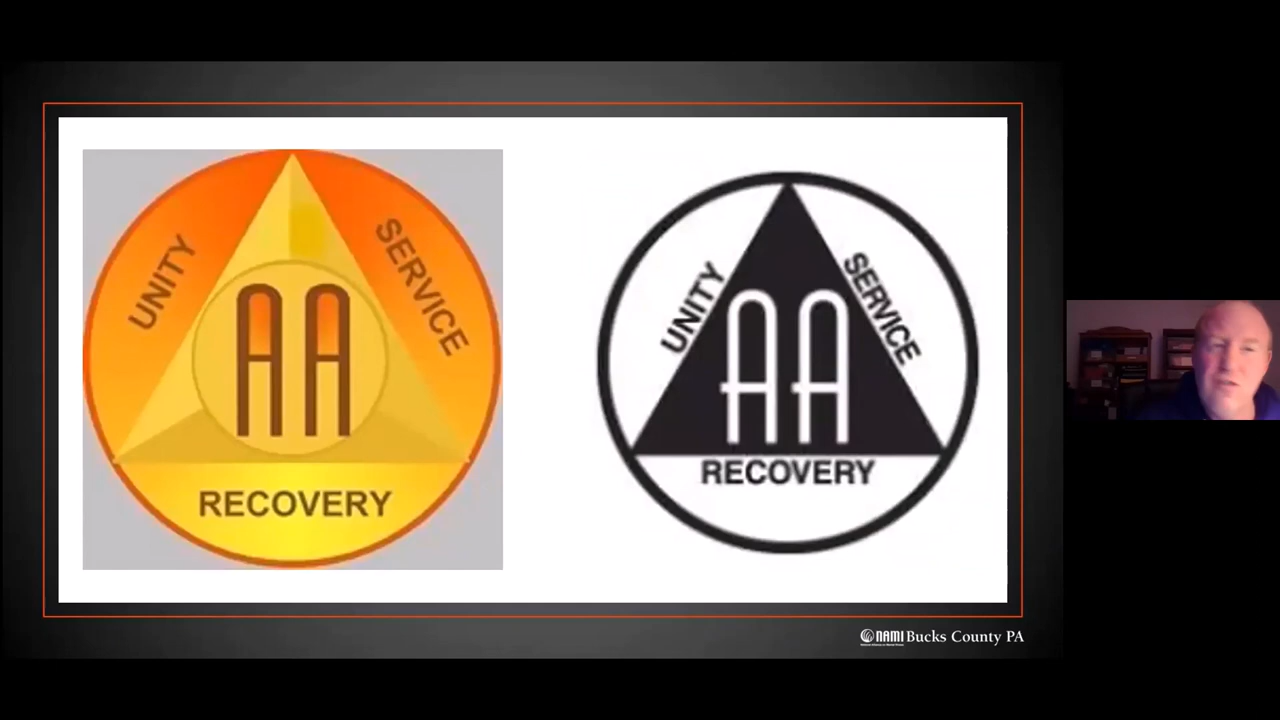 UNITY
SERVICE
AA
RECOVERY
UNITY
SERVICE
AA
RECOVERY
NAMI Bucks County PA